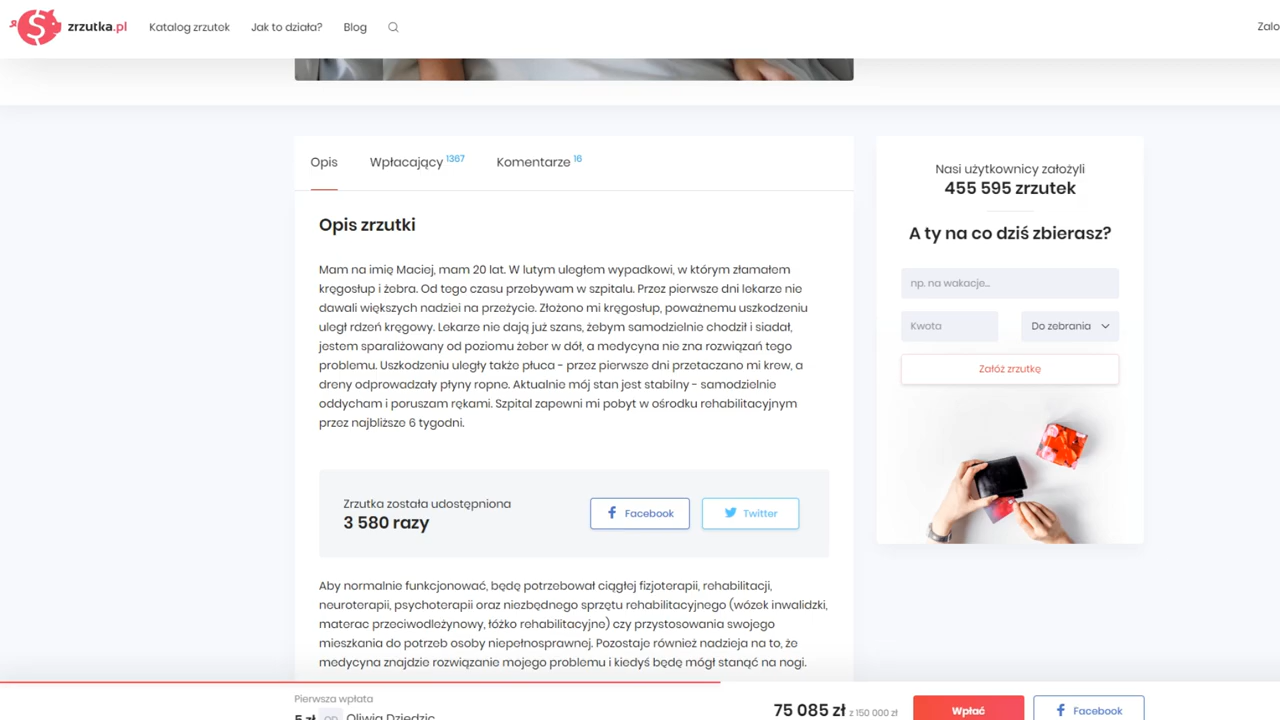 zrzutka.pl Katalog zrzutek Jak to działa? Blog Zalo
Opis Wpłacający 1367 Komentarze 16
Opis zrzutki
Mam na imię Maciej, mam 20 lat. W lutym uległem wypadkowi, w którym złamałem
kręgosłup i żebra. Od tego czasu przebywam w szpitalu. Przez pierwsze dni lekarze nie
dawali większych nadziei na przeżycie. Złożono mi kręgosłup, poważnemu uszkodzeniu
uległ rdzeń kręgowy. Lekarze nie dają już szans, żebym samodzielnie chodził i siadał,
jestem sparaliżowany od poziomu żeber w dół, a medycyna nie zna rozwiązań tego
problemu. Uszkodzeniu uległy także płuca - przez pierwsze dni przetaczano mi krew, a
dreny odprowadzały płyny ropne. Aktualnie mój stan jest stabilny - samodzielnie
oddycham i poruszam rękami. Szpital zapewni mi pobyt w ośrodku rehabilitacyjnym
przez najbliższe 6 tygodni.
Zrzutka została udostępniona
3 580 razy
Facebook Twitter
Aby normalnie funkcjonować, będę potrzebował ciągłej fizjoterapii, rehabilitacji,
neuroterapii, psychoterapii oraz niezbędnego sprzętu rehabilitacyjnego (wózek inwalidzki,
materac przeciwodleżynowy, łóżko rehabilitacyjne) czy przystosowania swojego
mieszkania do potrzeb osoby niepełnosprawnej. Pozostaje również nadzieja na to, że
medycyna znajdzie rozwiązanie mojego problemu i kiedyś będę mógł stanąć na nogi.
Nasi użytkownicy założyli
455 595 zrzutek
A ty na co dziś zbierasz?
np. na wakacje...
Kwota Do zebrania
Załóż zrzutkę
Pierwsza wpłata
5 zł OD Oliwia Dziedzic
75 085 zł z 150 000 zł
Wpłać Facebook